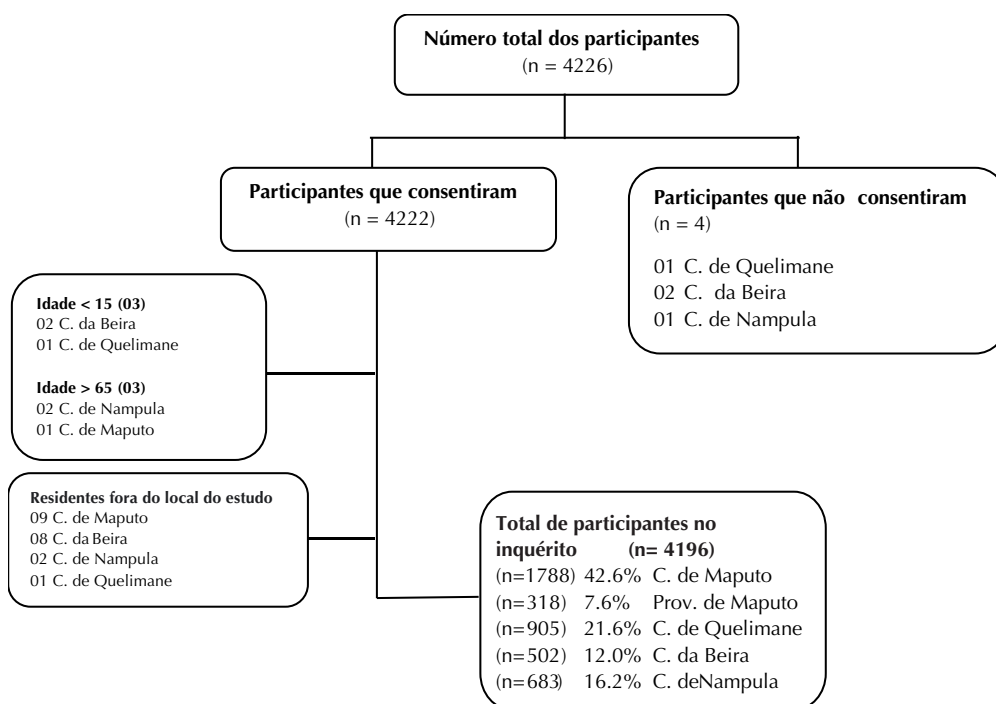 Número total dos participantes
(n = 4226)
Participantes que consentiram
(n = 4222)
Participantes que não consentiram
(n = 4)
01 C. de Quelimane
02 C. da Beira
01 C. de Nampula
Idade < 15 (03)
02 C. da Beira
01 C. de Quelimane
Idade > 65 (03)
02 C. de Nampula
01 C. de Maputo
Residentes fora do local do estudo
09 C. de Maputo
08 C. da Beira
02 C. de Nampula
01 C. de Quelimane
Total de participantes no
inquérito (n= 4196)
(n=1788) 42.6% C. de Maputo
(n=318) 7.6% Prov. de Maputo
(n=905) 21.6% C. de Quelimane
(n=502) 12.0% C. da Beira
(n=683) 16.2% C. deNampula